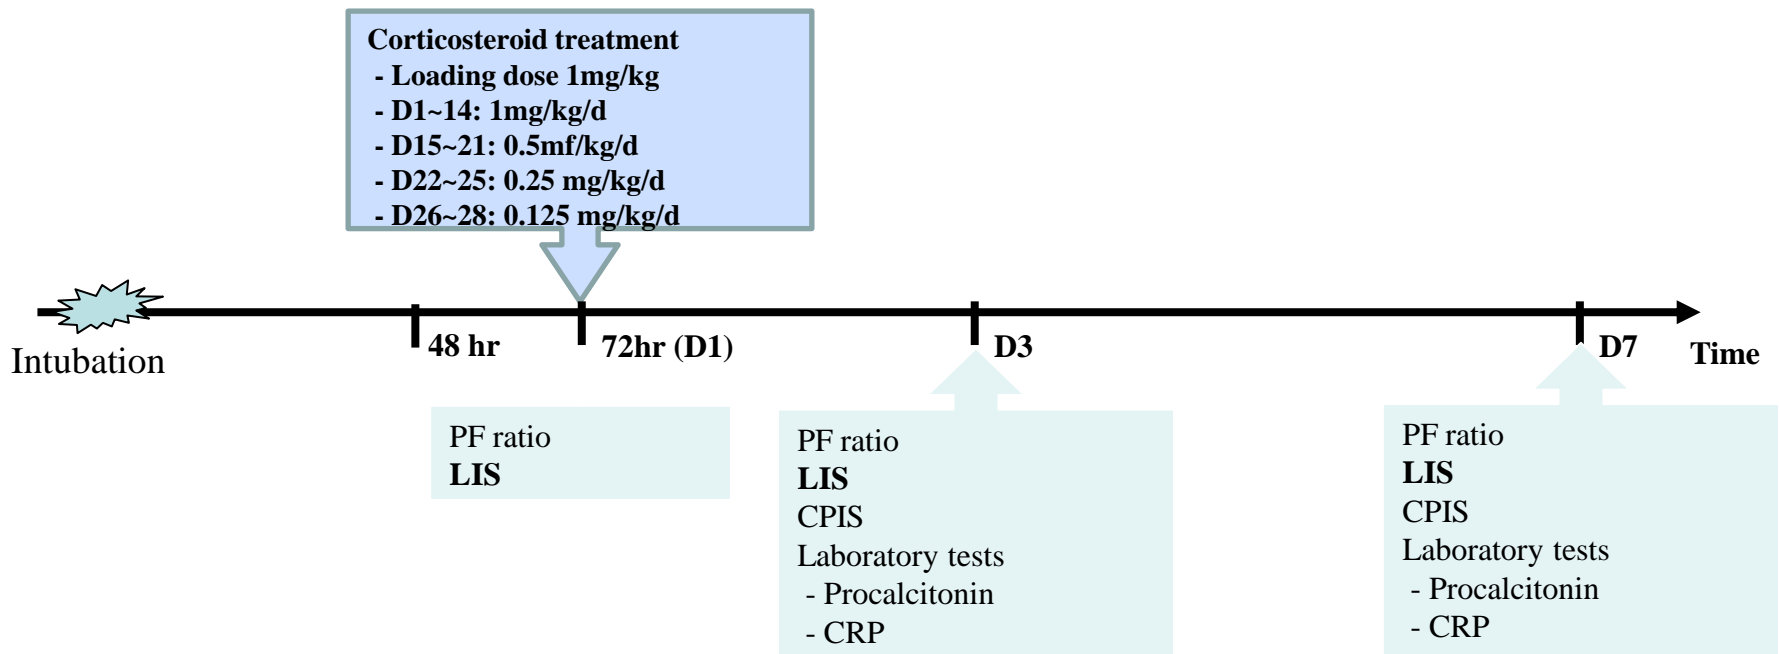 Corticosteroid treatment
- Loading dose 1mg/kg
- D1~14: 1mg/kg/d
- D15~21: 0.5mf/kg/d
- D22~25: 0.25 mg/kg/d
- D26~28: 0.125 mg/kg/d
Intubation
48 hr
72hr (D1)
D3
D7
Time
PF ratio
LIS
PF ratio
LIS
CPIS
Laboratory tests
- Procalcitonin
- CRP
PF ratio
LIS
CPIS
Laboratory tests
- Procalcitonin
- CRP